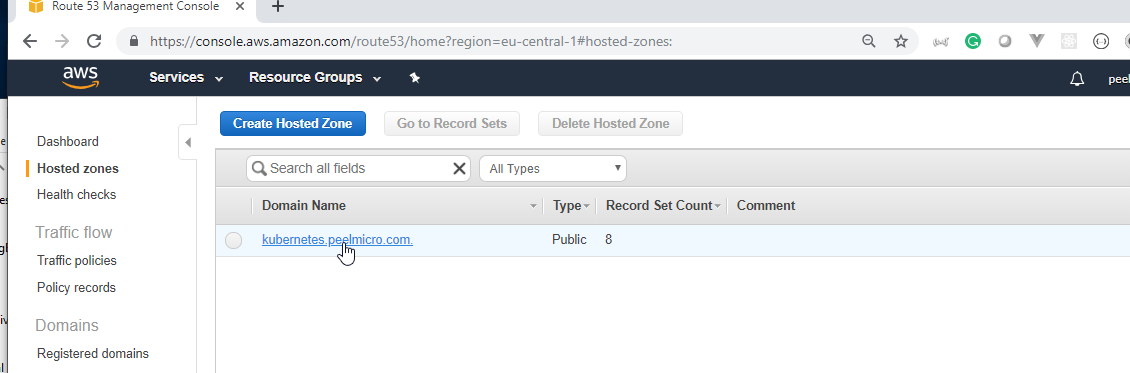 Route 53 Management Console
https://console.aws.amazon.com/route53/home?region=eu-central-1#hosted-zones:
aws Services Resource Groups
Create Hosted Zone Go to Record Sets Delete Hosted Zone
Dashboard
Hosted zones
Health checks
Traffic flow
Traffic policies
Policy records
Domains
Registered domains
Search all fields All Types
Domain Name Type Record Set Count Comment
kubernetes.peelmicro.com. Public 8